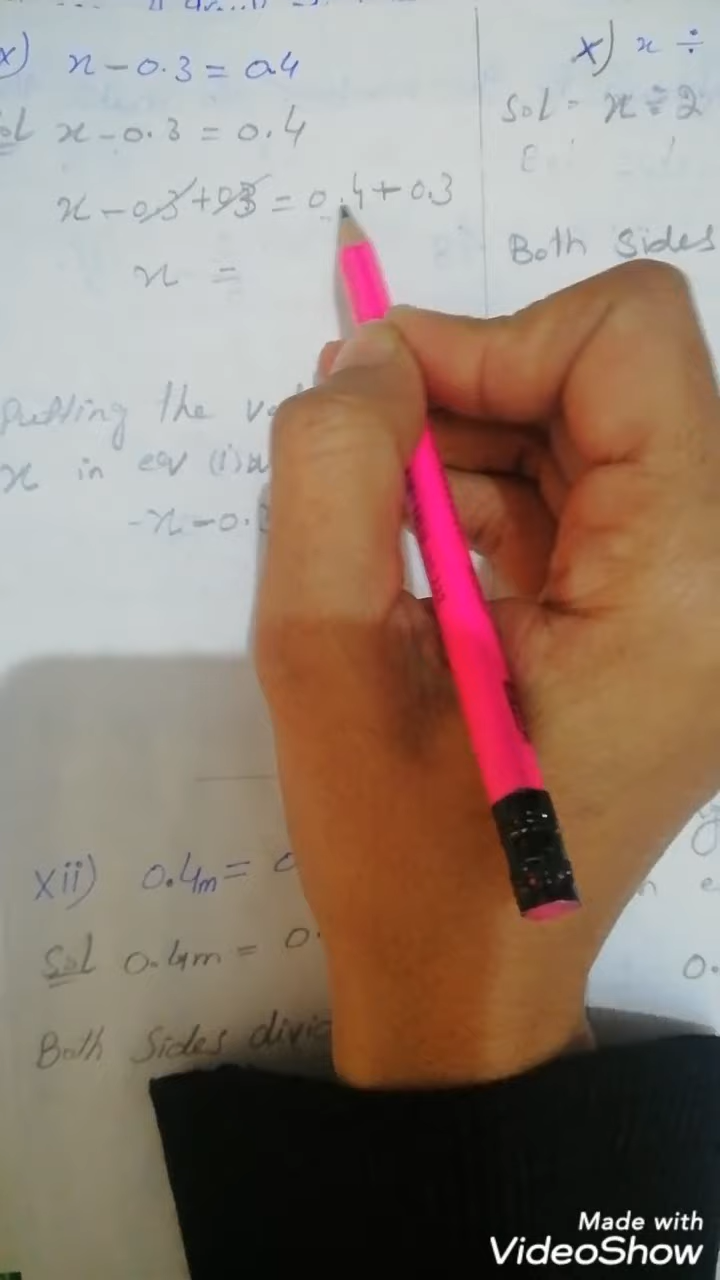 x) x - 0.3 = 0.4
Sol x - 0.3 = 0.4
x - 0.3 + 0.3 = 0.4 + 0.3
x =
Putting the
x in eq (i)
- x - 0.
xii) 0.4m = 0
Sol 0.4m = 0.
Both Sides divid
x) x ÷
Sol = x ÷ 2
Both Sides
0.
Made with
VideoShow